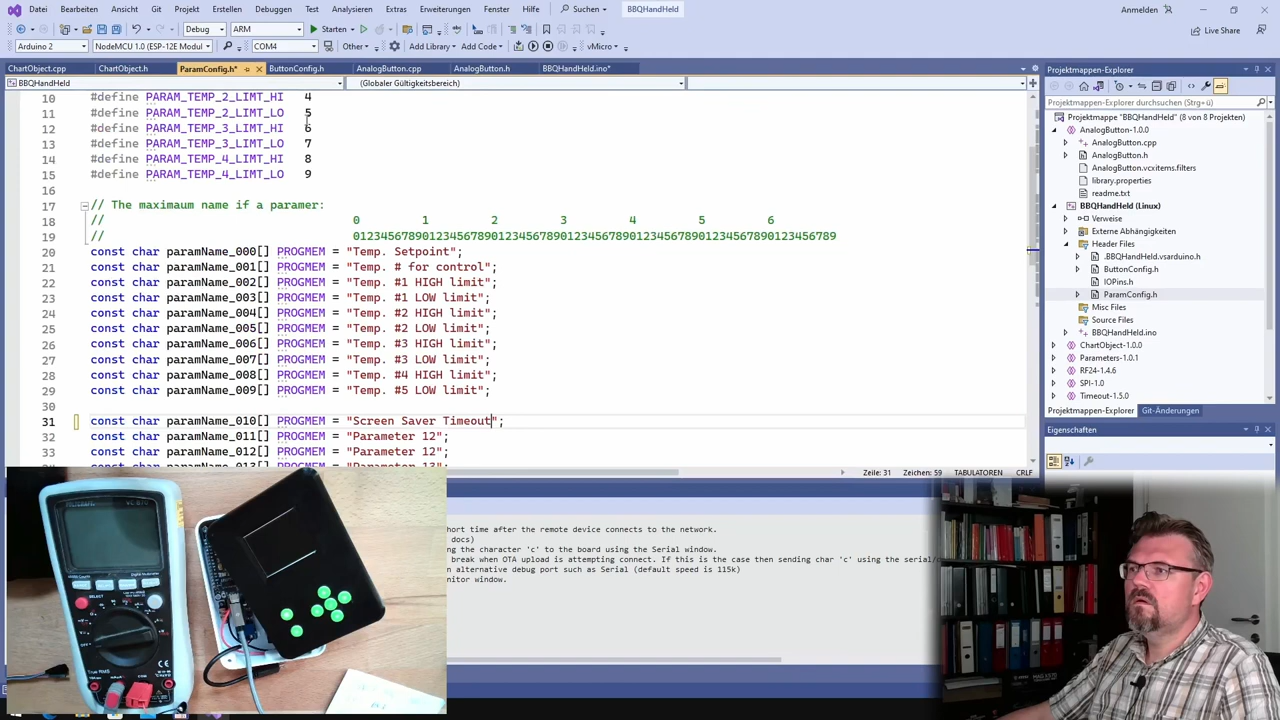 Datei Bearbeiten Ansicht Git Projekt Erstellen Debuggen Test Analysieren Extras Erweiterungen Fenster Hilfe Suchen BBQHandHeld Anmelden
Debug ARM Starten Live Share
Arduino 2 NodeMCU 1.0 (ESP-12E Modul COM4 Other Add Library Add Code vMicro
ChartObject.cpp ChartObject.h ParamConfig.h* ButtonConfig.h AnalogButton.cpp AnalogButton.h BBQHandHeld.ino*
BBQHandHeld (Globaler Gültigkeitsbereich)
10 #define PARAM_TEMP_2_LIMT_HI 4
11 #define PARAM_TEMP_2_LIMT_LO 5
12 #define PARAM_TEMP_3_LIMT_HI 6
13 #define PARAM_TEMP_3_LIMT_LO 7
14 #define PARAM_TEMP_4_LIMT_HI 8
15 #define PARAM_TEMP_4_LIMT_LO 9
16
17 // The maximaum name if a paramer:
18 // 0 1 2 3 4 5 6
19 // 0123456789012345678901234567890123456789012345678901234567890123456789
20 const char paramName_000[] PROGMEM = "Temp. Setpoint";
21 const char paramName_001[] PROGMEM = "Temp. # for control";
22 const char paramName_002[] PROGMEM = "Temp. #1 HIGH limit";
23 const char paramName_003[] PROGMEM = "Temp. #1 LOW limit";
24 const char paramName_004[] PROGMEM = "Temp. #2 HIGH limit";
25 const char paramName_005[] PROGMEM = "Temp. #2 LOW limit";
26 const char paramName_006[] PROGMEM = "Temp. #3 HIGH limit";
27 const char paramName_007[] PROGMEM = "Temp. #3 LOW limit";
28 const char paramName_008[] PROGMEM = "Temp. #4 HIGH limit";
29 const char paramName_009[] PROGMEM = "Temp. #5 LOW limit";
30
31 const char paramName_010[] PROGMEM = "Screen Saver Timeout";
32 const char paramName_011[] PROGMEM = "Parameter 12";
33 const char paramName_012[] PROGMEM = "Parameter 12";
Zeile: 31 Zeichen: 59 TABULATOREN CRLF
hort time after the remote device connects to the network.
docs)
ng the character 'c' to the board using the Serial window.
break when OTA upload is attempting connect. If this is the case then sending char 'c' using the serial/
n alternative debug port such as Serial (default speed is 115k)
nitor window.
Projektmappen-Explorer
Projektmappen-Explorer durchsuchen (Strg+ü)
Projektmappe "BBQHandHeld" (8 von 8 Projekten)
AnalogButton-1.0.0
AnalogButton.cpp
AnalogButton.h
AnalogButton.vcxitems.filters
library.properties
readme.txt
BBQHandHeld (Linux)
Verweise
Externe Abhängigkeiten
Header Files
.BBQHandHeld.vsarduino.h
ButtonConfig.h
IOPins.h
ParamConfig.h
Misc Files
Source Files
BBQHandHeld.ino
ChartObject-1.0.0
Parameters-1.0.1
RF24-1.4.6
SPI-1.0
Timeout-1.5.0
Projektmappen-Explorer Git-Änderungen
Eigenschaften